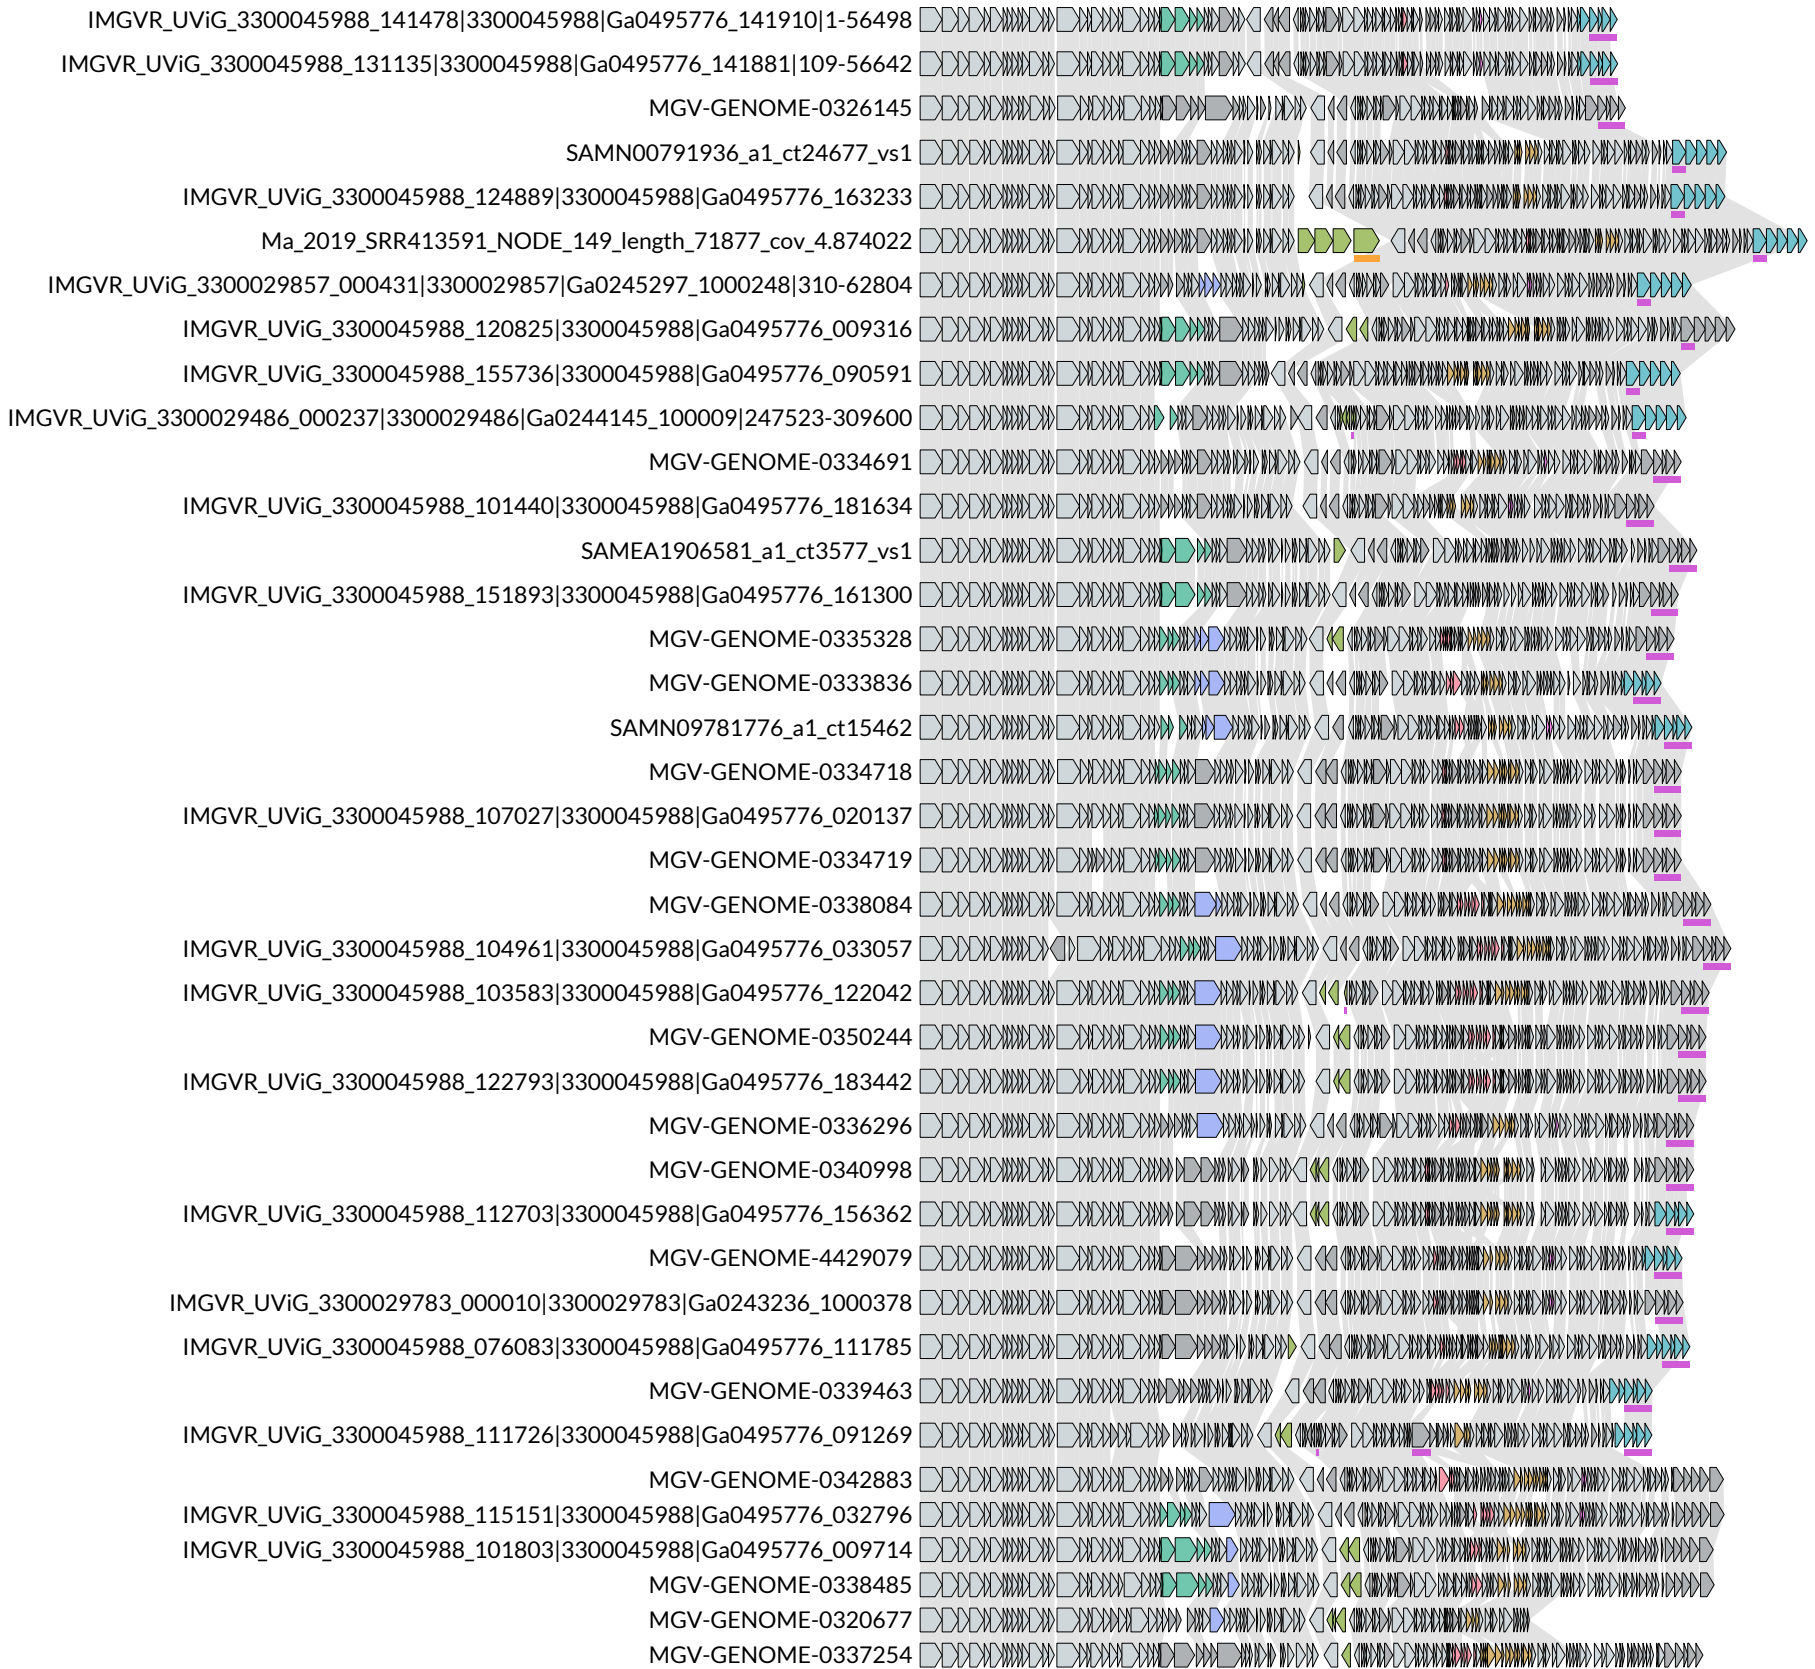 IMGVR_UViG_3300045988_141478|3300045988|Ga0495776_141910|1-56498
IMGVR_UViG_3300045988_131135|3300045988|Ga0495776_141881|109-56642
MGV-GENOME-0326145
SAMN00791936_a1_ct24677_vs1
IMGVR_UViG_3300045988_124889|3300045988|Ga0495776_163233
Ma_2019_SRR413591_NODE_149_length_71877_cov_4.874022
IMGVR_UViG_3300029857_000431|3300029857|Ga0245297_1000248|310-62804
IMGVR_UViG_3300045988_120825|3300045988|Ga0495776_009316
IMGVR_UViG_3300045988_155736|3300045988|Ga0495776_090591
IMGVR_UViG_3300029486_000237|3300029486|Ga0244145_100009|247523-309600
MGV-GENOME-0334691
IMGVR_UViG_3300045988_101440|3300045988|Ga0495776_181634
SAMEA1906581_a1_ct3577_vs1
IMGVR_UViG_3300045988_151893|3300045988|Ga0495776_161300
MGV-GENOME-0335328
MGV-GENOME-0333836
SAMN09781776_a1_ct15462
MGV-GENOME-0334718
IMGVR_UViG_3300045988_107027|3300045988|Ga0495776_020137
MGV-GENOME-0334719
MGV-GENOME-0338084
IMGVR_UViG_3300045988_104961|3300045988|Ga0495776_033057
IMGVR_UViG_3300045988_103583|3300045988|Ga0495776_122042
MGV-GENOME-0350244
IMGVR_UViG_3300045988_122793|3300045988|Ga0495776_183442
MGV-GENOME-0336296
MGV-GENOME-0340998
IMGVR_UViG_3300045988_112703|3300045988|Ga0495776_156362
MGV-GENOME-4429079
IMGVR_UViG_3300029783_000010|3300029783|Ga0243236_1000378
IMGVR_UViG_3300045988_076083|3300045988|Ga0495776_111785
MGV-GENOME-0339463
IMGVR_UViG_3300045988_111726|3300045988|Ga0495776_091269
MGV-GENOME-0342883
IMGVR_UViG_3300045988_115151|3300045988|Ga0495776_032796
IMGVR_UViG_3300045988_101803|3300045988|Ga0495776_009714
MGV-GENOME-0338485
MGV-GENOME-0320677
MGV-GENOME-0337254